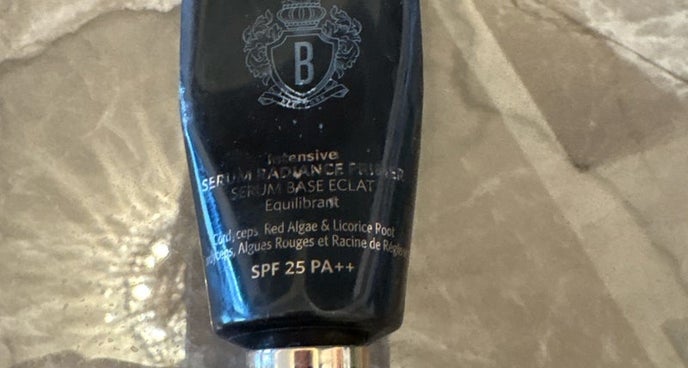 B
Intensive
SERUM RADIANCE PRIMER
SERUM BASE ECLAT
Equilibrant
Cordyceps, Red Algae & Licorice Root
Algues Rouges et Racine de
SPF 25 PA++